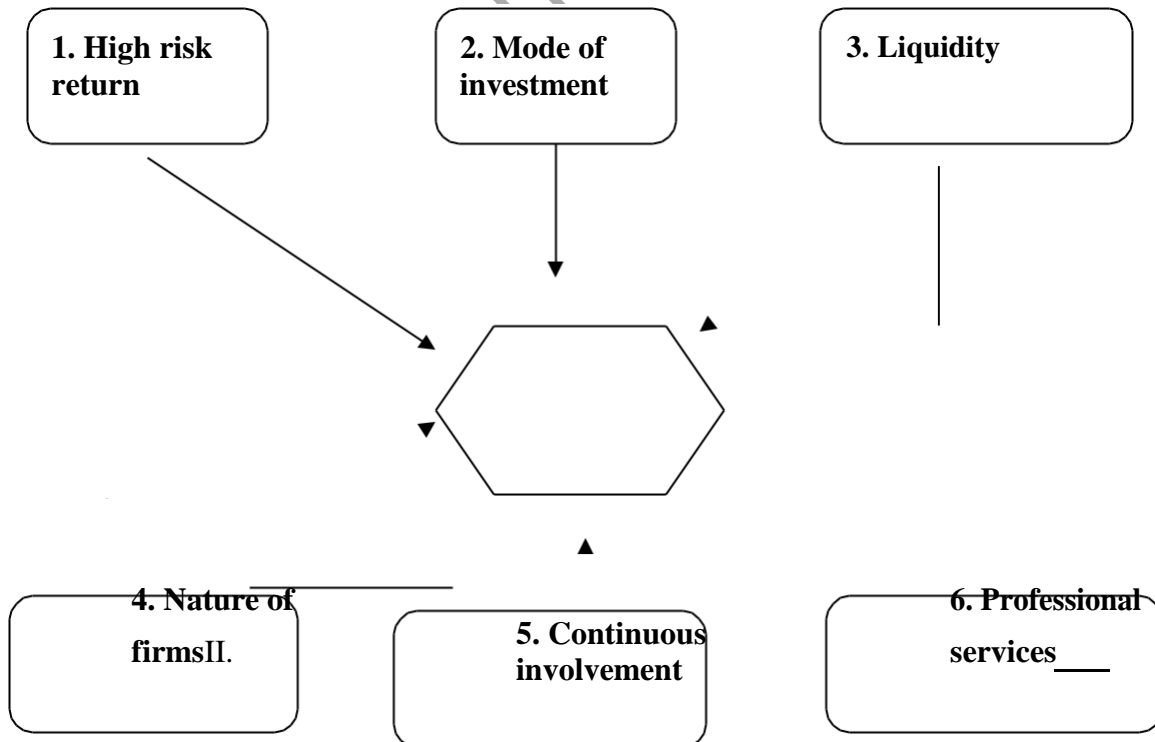 1. High risk
return
2. Mode of
investment
3. Liquidity
4. Nature of
firmsII.
5. Continuous
involvement
6. Professional
services